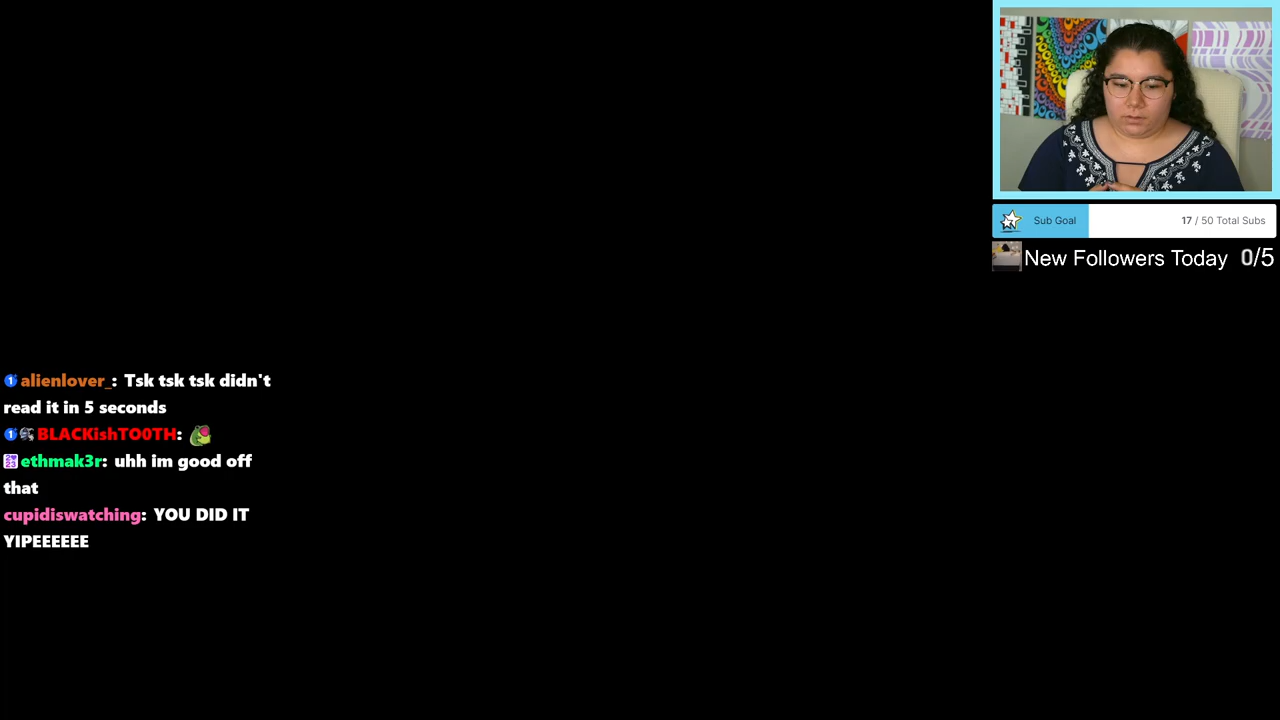 Sub Goal 17 / 50 Total Subs
New Followers Today 0/5
alienlover_: Tsk tsk tsk didn't
read it in 5 seconds
BLACKishTO0TH:
ethmak3r: uhh im good off
that
cupidiswatching: YOU DID IT
YIPEEEEEE